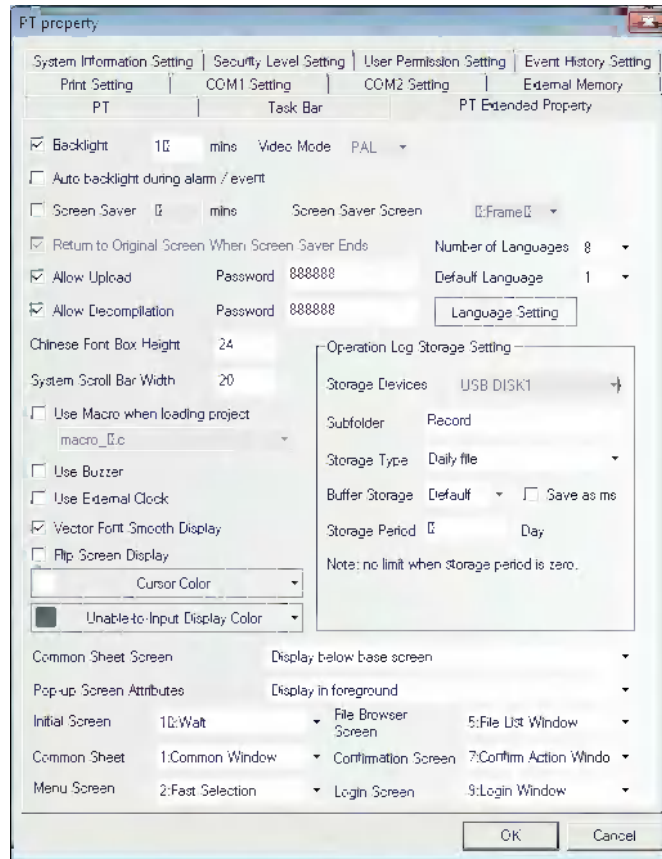 PT property
System Information Setting | Security Level Setting | User Permission Setting | Event History Setting
Print Setting | COM1 Setting | COM2 Setting | External Memory
PT | Task Bar | PT Extended Property
Backlight mins Video Mode PAL
Auto backlight during alarm / event
Screen Saver mins Screen Saver Screen
Return to Original Screen When Screen Saver Ends Number of Languages 8
Allow Upload Password 888888 Default Language 1
Allow Decompilation Password 888888 Language Setting
Chinese Font Box Height 24
System Scroll Bar Width 20
Use Macro when loading project
Use Buzzer
Use External Clock
Vector Font Smooth Display
Flip Screen Display
Cursor Color
Unable-to-Input Display Color
Operation Log Storage Setting
Storage Devices USB DISK1
Subfolder Record
Storage Type Daily file
Buffer Storage Default Save as ms
Storage Period Day
Note: no limit when storage period is zero.
Common Sheet Screen Display below base screen
Pop-up Screen Attributes Display in foreground
Initial Screen File Browser Screen 5:File List Window
Common Sheet 1:Common Window Confirmation Screen 7:Confirm Action Windo
Menu Screen 2:Fast Selection Login Screen 9:Login Window
OK Cancel